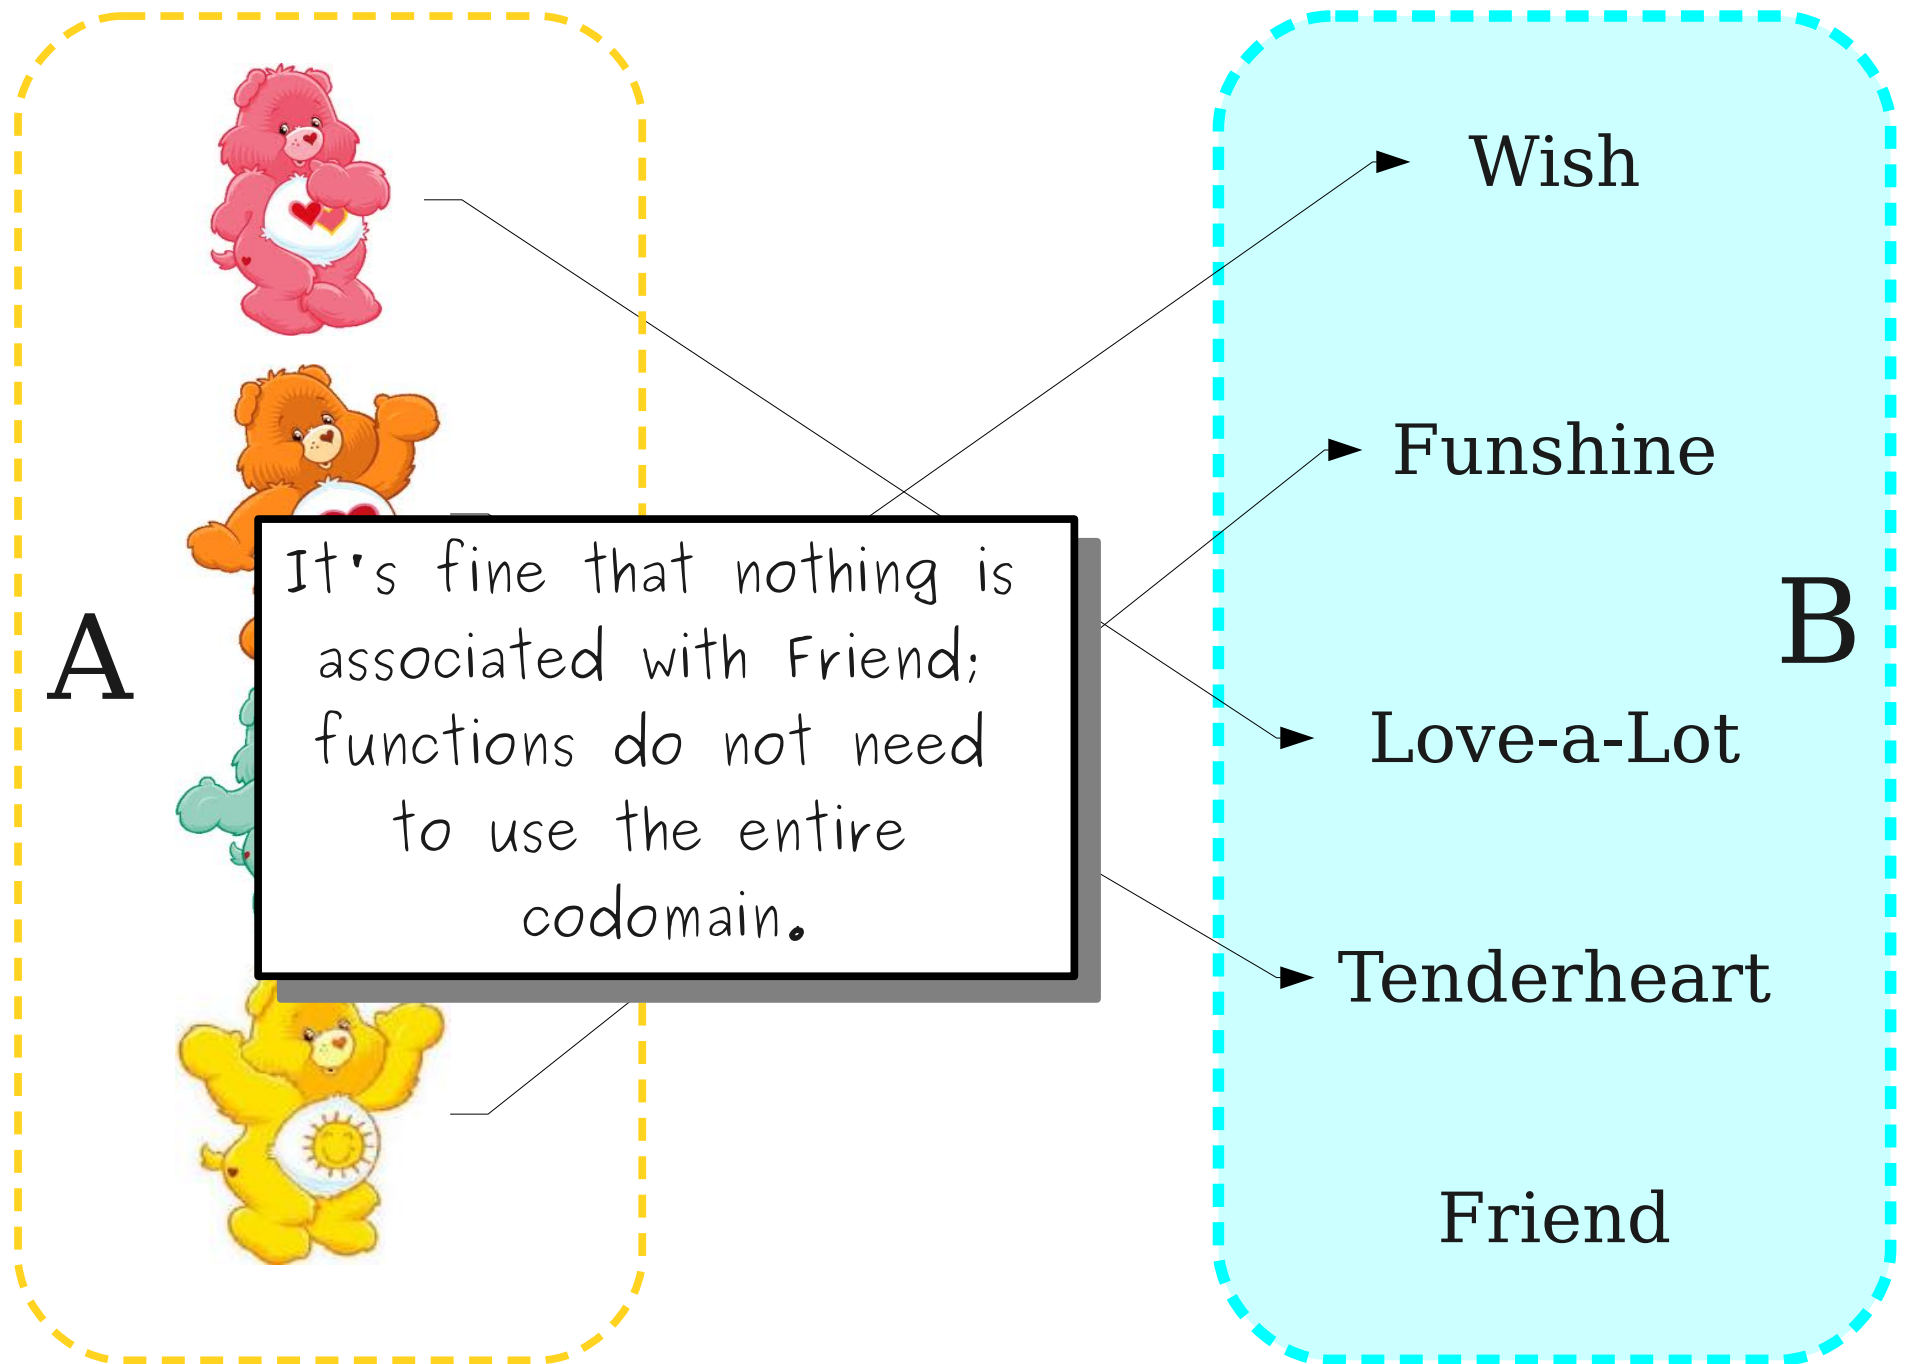 A
It's fine that nothing is
associated with Friend;
functions do not need
to use the entire
codomain.
Wish
Funshine
Love-a-Lot
Tenderheart
Friend
B